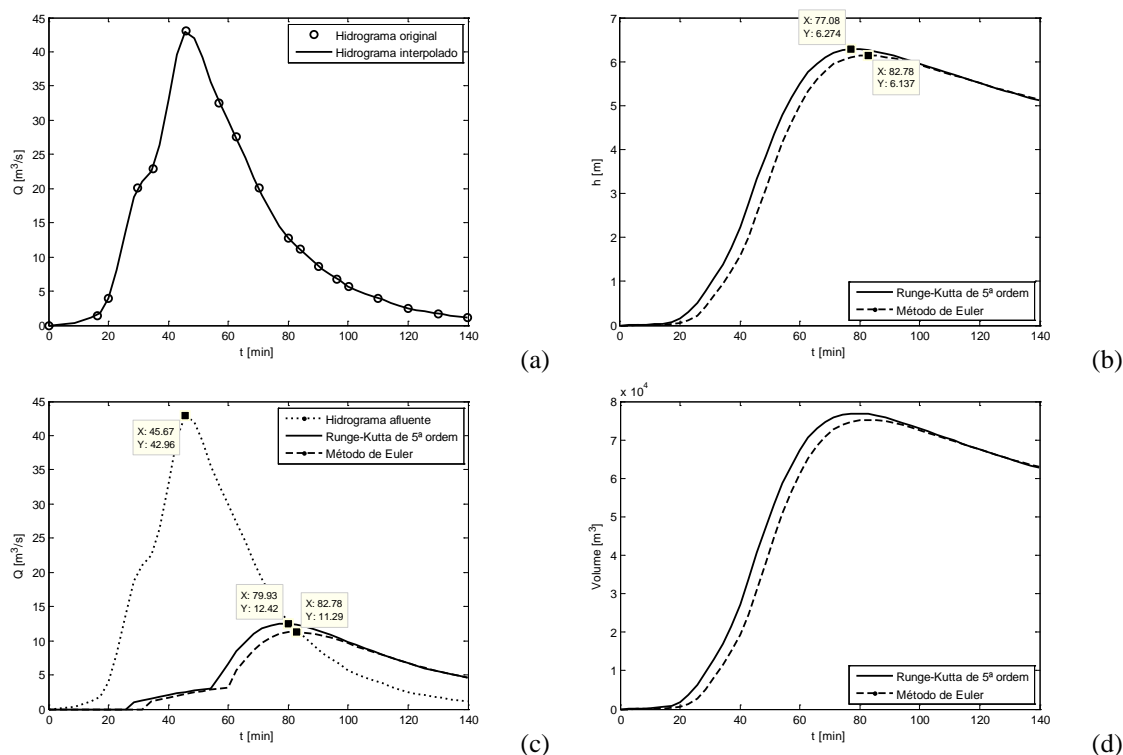 45
40
35
30
25
20
15
10
5
0
Q [m³/s]
0 20 40 60 80 100 120 140
t [min]
Hidrograma original
Hidrograma interpolado
(a)
7
6
5
4
3
2
1
0
h [m]
0 20 40 60 80 100 120 140
t [min]
X: 77.08
Y: 6.274
X: 82.78
Y: 6.137
Runge-Kutta de 5ª ordem
Método de Euler
(b)
45
40
35
30
25
20
15
10
5
0
Q [m³/s]
0 20 40 60 80 100 120 140
t [min]
Hidrograma afluente
Runge-Kutta de 5ª ordem
Método de Euler
X: 45.67
Y: 42.96
X: 79.93
Y: 12.42
X: 82.78
Y: 11.29
(c)
x 10⁴
8
7
6
5
4
3
2
1
0
Volume [m³]
0 20 40 60 80 100 120 140
t [min]
Runge-Kutta de 5ª ordem
Método de Euler
(d)